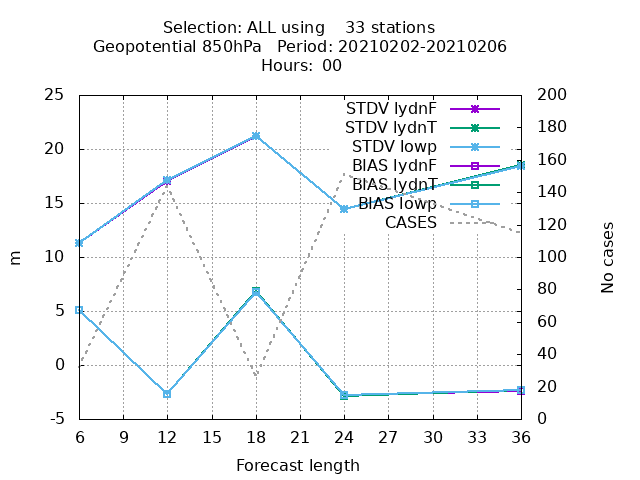 Selection: ALL using    33 stations
Geopotential 850hPa   Period: 20210202-20210206
Hours: 00
25
20
15
10
5
0
-5
m
200
180
160
140
120
100
80
60
40
20
0
No cases
STDV lydnF
STDV lydnT
STDV lowp
BIAS lydnF
BIAS lydnT
BIAS lowp
CASES
6 9 12 15 18 21 24 27 30 33 36
Forecast length